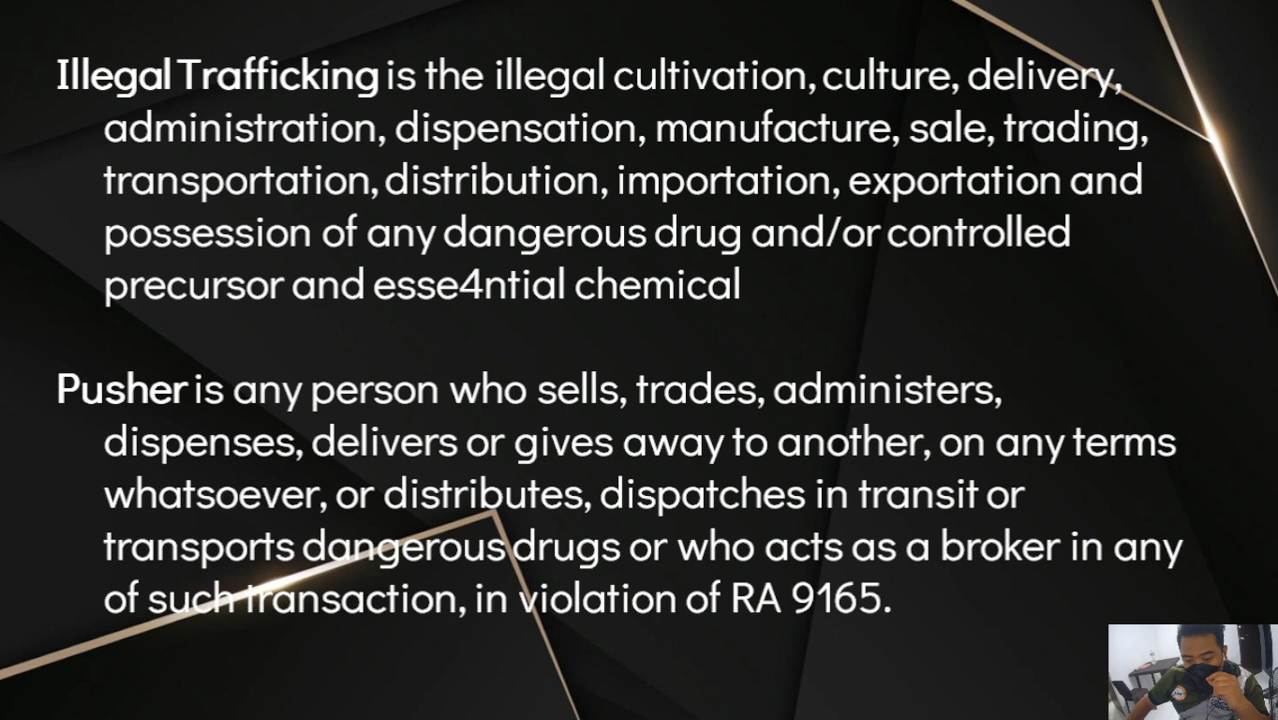 Illegal Trafficking is the illegal cultivation, culture, delivery,
administration, dispensation, manufacture, sale, trading,
transportation, distribution, importation, exportation and
possession of any dangerous drug and/or controlled
precursor and esse4ntial chemical
Pusher is any person who sells, trades, administers,
dispenses, delivers or gives away to another, on any terms
whatsoever, or distributes, dispatches in transit or
transports dangerous drugs or who acts as a broker in any
of such transaction, in violation of RA 9165.